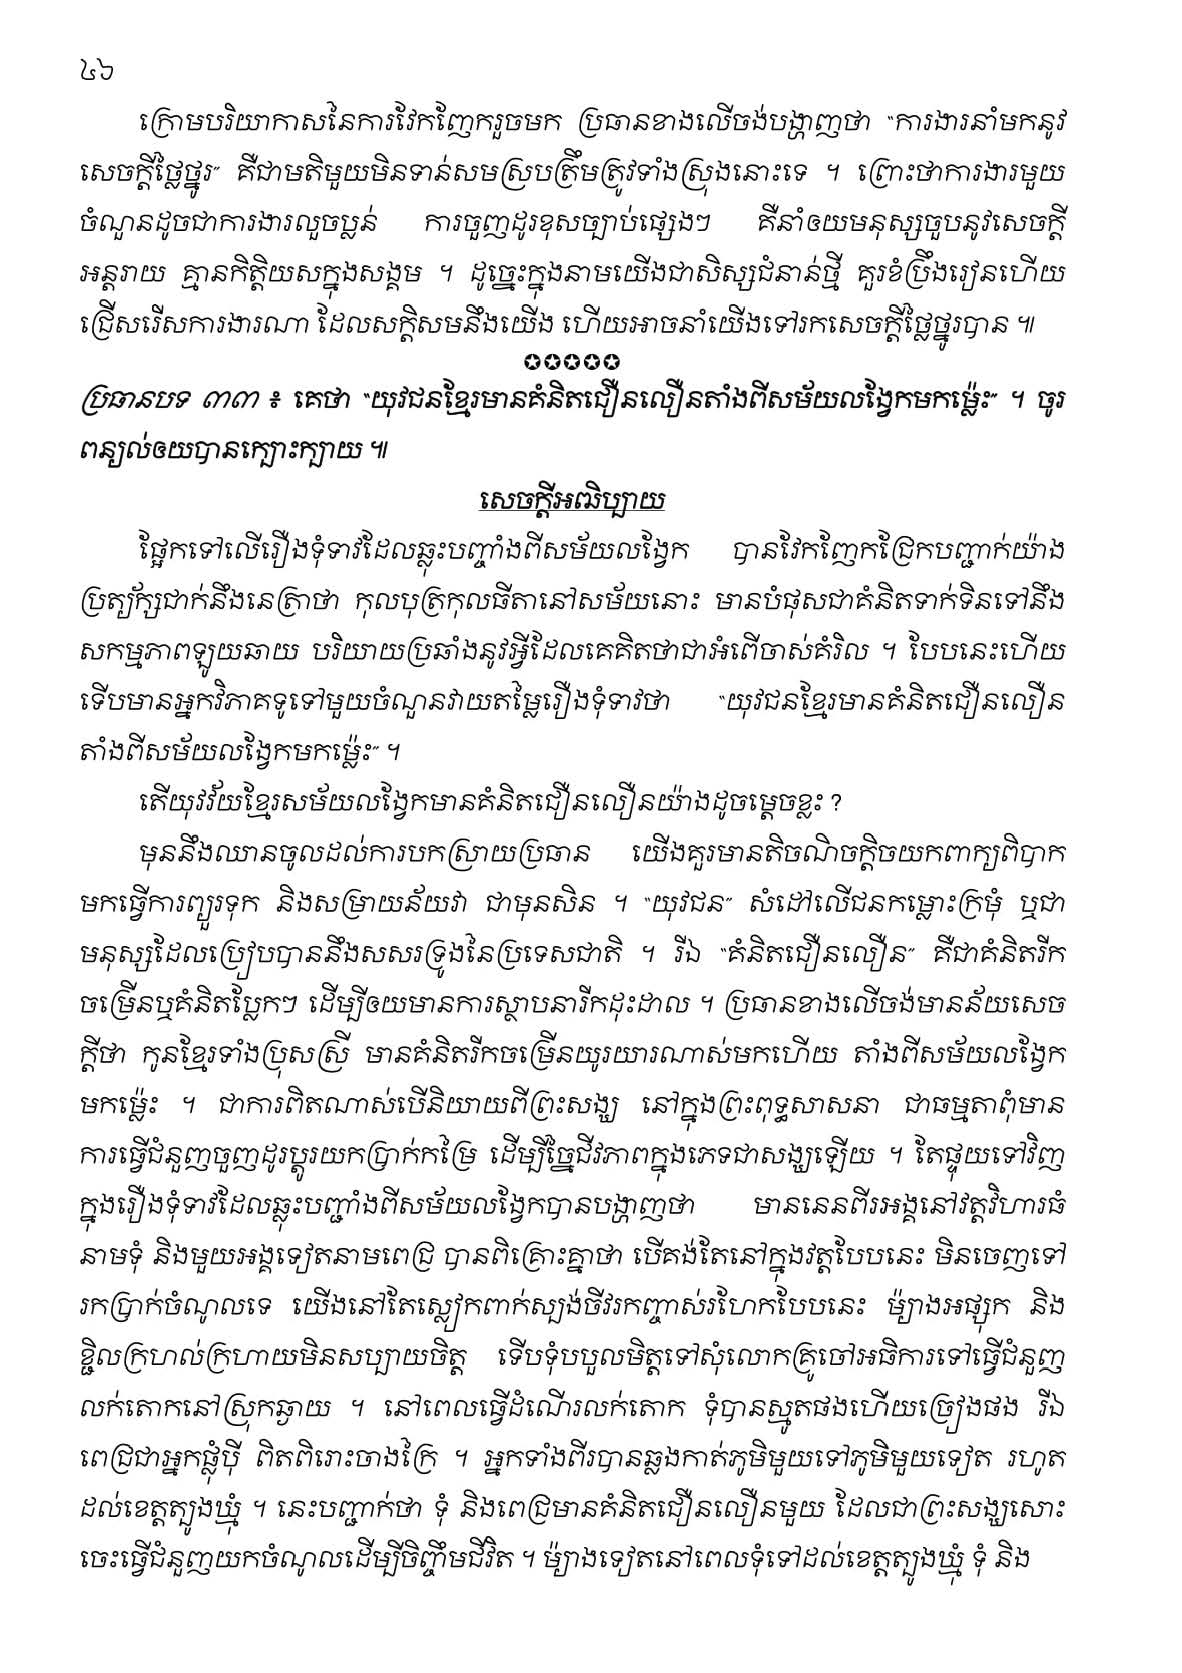 ៤៦
ក្រោមបរិយាកាសនៃការវែកញែករួចមក ប្រធានខាងលើចង់បង្ហាញថា “ការងារនាំមកនូវ
សេចក្ដីថ្លៃថ្នូរ” គឺជាមតិមួយមិនទាន់សមស្របត្រឹមត្រូវទាំងស្រុងនោះទេ ។ ព្រោះថាការងារមួយ
ចំណួនដូចជាការងារលួចប្លន់ ការចួញដូរខុសច្បាប់ផ្សេងៗ គឺនាំឲយមនុស្សចួបនូវសេចក្ដី
អន្តរាយ គ្មានកិត្តិយសក្នុងសង្គម ។ ដូច្នេះក្នុងនាមយើងជាសិស្សជំនាន់ថ្មី គួរខំប្រឹងរៀនហើយ
ជ្រើសរើសការងារណា ដែលសក្ដិសមនឹងយើង ហើយអាចនាំយើងទៅរកសេចក្ដីថ្លៃថ្នូរបាន ៕
✪✪✪✪✪
ប្រធានបទ ៣៣ ៖ គេថា “យុវជនខ្មែរមានគំនិតជឿនលឿនតាំងពីសម័យលង្វែកមកម្ល៉េះ” ។ ចូរ
ពន្យល់ឲយបានក្បោះក្បាយ ៕
សេចក្ដីអធិប្បាយ
ផ្អែកទៅលើរឿងទុំទាវដែលឆ្លុះបញ្ចាំងពីសម័យលង្វែក បានវែកញែកជ្រែកបញ្ជាក់យ៉ាង
ប្រត្យក្ស័ជាក់នឹងនេត្រាថា កុលបុត្រកុលធីតានៅសម័យនោះ មានបំផុសជាគំនិតទាក់ទិនទៅនឹង
សកម្មភាពឡូយឆាយ បរិយាយប្រឆាំងនូវអ្វីដែលគេគិតថាជាអំពើចាស់គំរិល ។ បែបនេះហើយ
ទើបមានអ្នកវិភាគទូទៅមួយចំណួនវាយតម្លៃរឿងទុំទាវថា “យុវជនខ្មែរមានគំនិតជឿនលឿន
តាំងពីសម័យលង្វែកមកម្ល៉េះ” ។
តើយុវវ័យខ្មែរសម័យលង្វែកមានគំនិតជឿនលឿនយ៉ាងដូចម្ដេចខ្លះ ?
មុននឹងឈានចូលដល់ការបកស្រាយប្រធាន យើងគួរមានតិចណិចក្ដិចយកពាក្យពិបាក
មកធ្វើការព្យួរទុក និងសម្រាយន័យវា ជាមុនសិន ។ “យុវជន” សំដៅលើជនកម្លោះក្រមុំ ឬជា
មនុស្សដែលប្រៀបបាននឹងសសរទ្រូងនៃប្រទេសជាតិ ។ រីឯ “គំនិតជឿនលឿន” គឺជាគំនិតរីក
ចម្រើនឬគំនិតប្លែកៗ ដើម្បីឲយមានការស្ថាបនារីកដុះដាល ។ ប្រធានខាងលើចង់មានន័យសេច
ក្ដីថា កូនខ្មែរទាំងប្រុសស្រី មានគំនិតរីកចម្រើនយូរយារណាស់មកហើយ តាំងពីសម័យលង្វែក
មកម្ល៉េះ ។ ជាការពិតណាស់បើនិយាយពីព្រះសង្ឃ នៅក្នុងព្រះពុទ្ធសាសនា ជាធម្មតាពុំមាន
ការធ្វើជំនួញចួញដូរប្ដូរយកប្រាក់កម្រៃ ដើម្បីច្នៃជីវភាពក្នុងភេទជាសង្ឃឡើយ ។ តែផ្ទុយទៅវិញ
ក្នុងរឿងទុំទាវដែលឆ្លុះបញ្ជាំងពីសម័យលង្វែកបានបង្ហាញថា មាននេនពីរអង្គនៅវត្តវិហារធំ
នាមទុំ និងមួយអង្គទៀតនាមពេជ្រ បានពិគ្រោះគ្នាថា បើគង់តែនៅក្នុងវត្តបែបនេះ មិនចេញទៅ
រកប្រាក់ចំណូលទេ យើងនៅតែស្លៀកពាក់ស្បង់ចីវរកញ្ចាស់រហែកបែបនេះ ម៉្យាងអផ្សុក និង
ខ្ជិលក្រហល់ក្រហាយមិនសប្បាយចិត្ត ទើបទុំបបួលមិត្តទៅសុំលោកគ្រូចៅអធិការទៅធ្វើជំនួញ
លក់តោកនៅស្រុកឆ្ងាយ ។ នៅពេលធ្វើដំណើរលក់តោក ទុំបានស្មូតផងហើយច្រៀងផង រីឯ
ពេជ្រជាអ្នកផ្លុំប៉ី ពិតពិរោះចាងក្រៃ ។ អ្នកទាំងពីរបានឆ្លងកាត់ភូមិមួយទៅភូមិមួយទៀត រហូត
ដល់ខេត្តត្បូងឃ្មុំ ។ នេះបញ្ជាក់ថា ទុំ និងពេជ្រមានគំនិតជឿនលឿនមួយ ដែលជាព្រះសង្ឃសោះ
ចេះធ្វើជំនួញយកចំណូលដើម្បីចិញ្ចឹមជីវិត ។ ម៉្យាងទៀតនៅពេលទុំទៅដល់ខេត្តត្បូងឃ្មុំ ទុំ និង